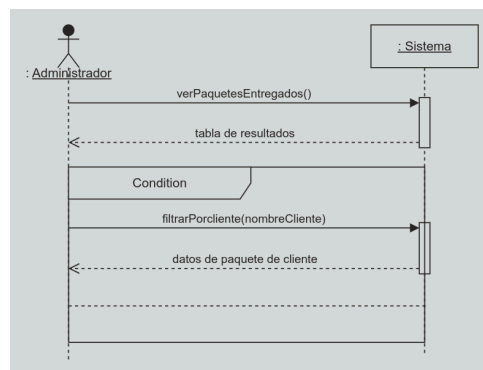 : Sistema
: Administrador
verPaquetesEntregados()
tabla de resultados
Condition
filtrarPorcliente(nombreCliente)
datos de paquete de cliente